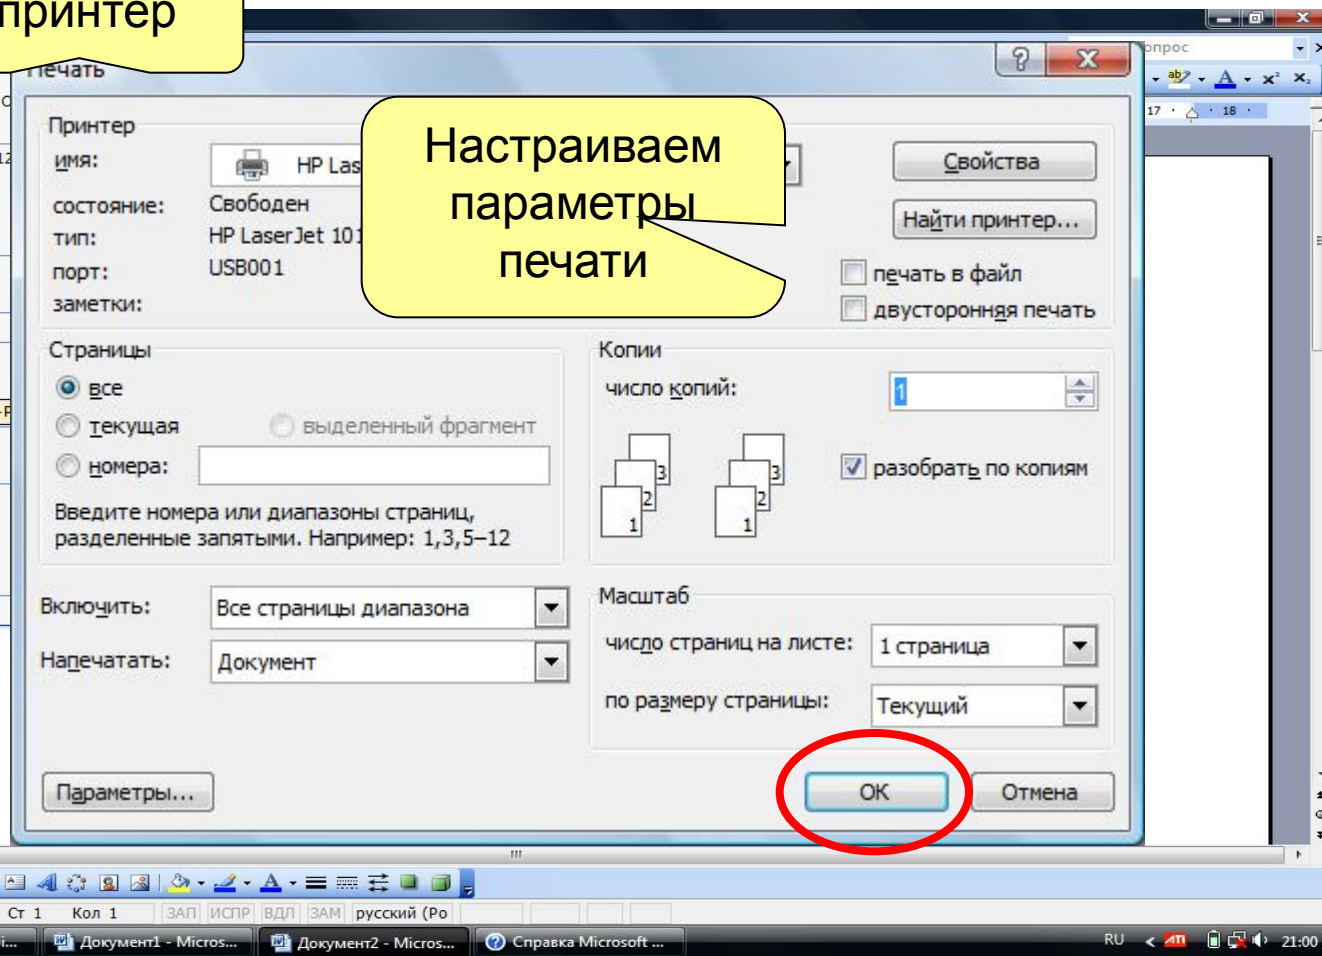 принтер
опрос
Печать
17 · 18 ·
Принтер
имя:
HP Las
Свойства
состояние:
Свободен
Найти принтер...
тип:
HP LaserJet 101
порт:
USB001
печать в файл
заметки:
двусторонняя печать
Настраиваем
параметры
печати
Страницы
все
текущая
выделенный фрагмент
номера:
Введите номера или диапазоны страниц,
разделенные запятыми. Например: 1,3,5–12
Копии
число копий:
1
3
2
1
3
2
1
разобрать по копиям
Включить:
Все страницы диапазона
Напечатать:
Документ
Масштаб
число страниц на листе:
1 страница
по размеру страницы:
Текущий
Параметры...
ОК
Отмена
Ст 1 Кол 1 ЗАП ИСПР ВДЛ ЗАМ русский (Ро
Документ1 - Micros...
Документ2 - Micros...
Справка Microsoft ...
RU
ATI
21:00